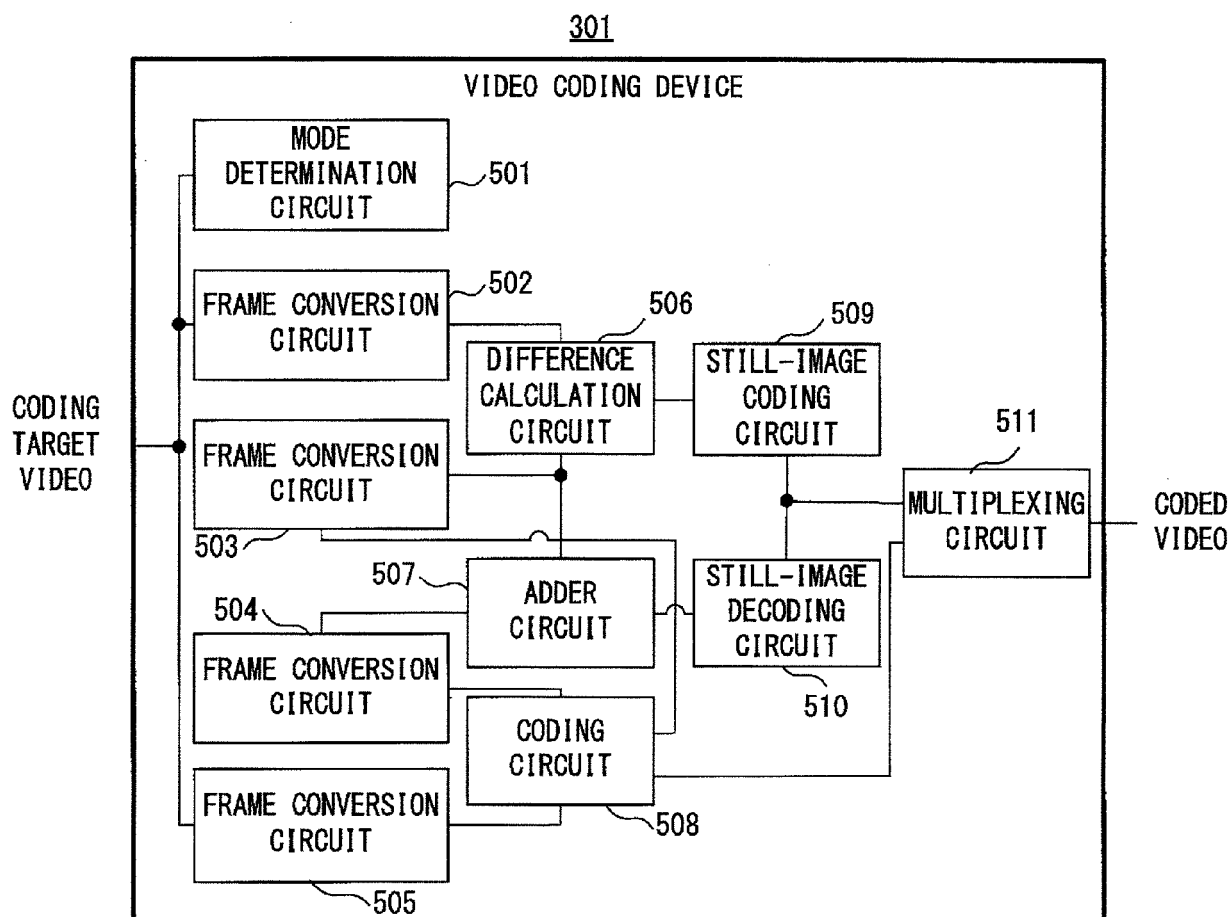 301
VIDEO CODING DEVICE
MODE
DETERMINATION
CIRCUIT
501
FRAME CONVERSION
CIRCUIT
502
DIFFERENCE
CALCULATION
CIRCUIT
506
STILL-IMAGE
CODING
CIRCUIT
509
CODING
TARGET
VIDEO
FRAME CONVERSION
CIRCUIT
503
511
MULTIPLEXING
CIRCUIT
CODED
VIDEO
507
ADDER
CIRCUIT
STILL-IMAGE
DECODING
CIRCUIT
510
504
FRAME CONVERSION
CIRCUIT
CODING
CIRCUIT
508
FRAME CONVERSION
CIRCUIT
505